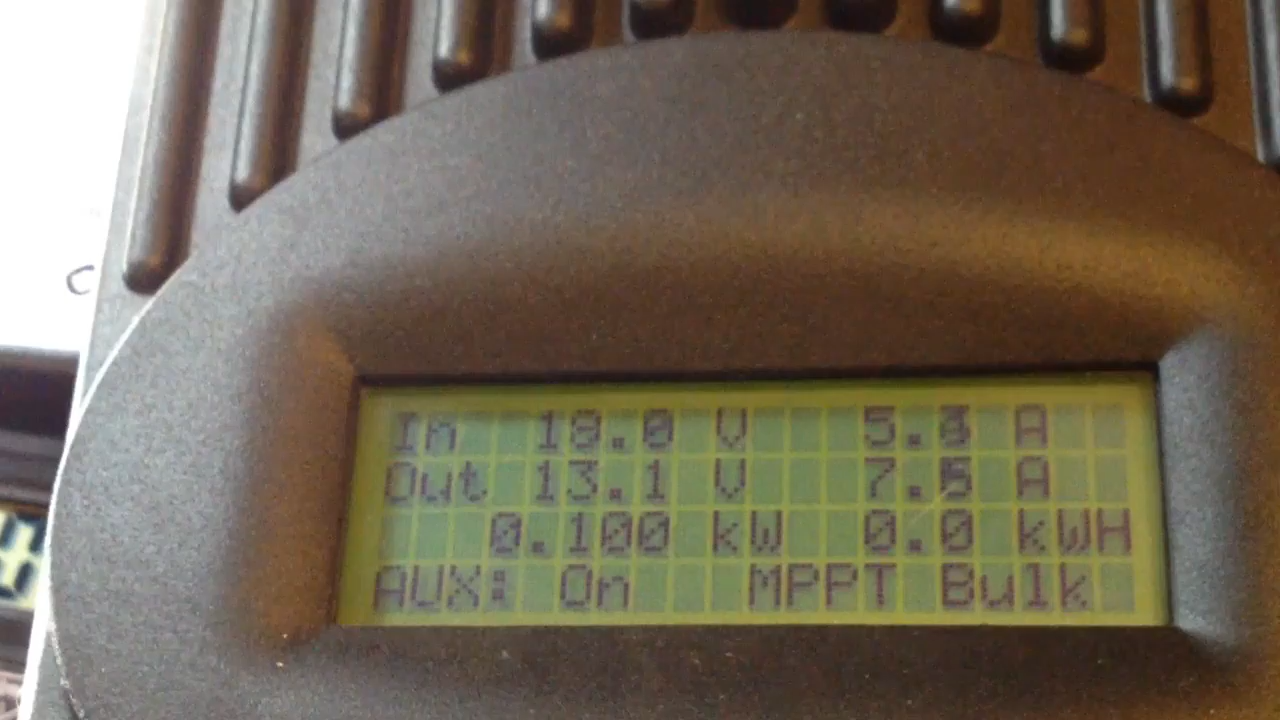 In 19.0 V 5.3 A
Out 13.1 V 7.5 A
0.100 kW 0.0 kWH
AUX: On MPPT Bulk